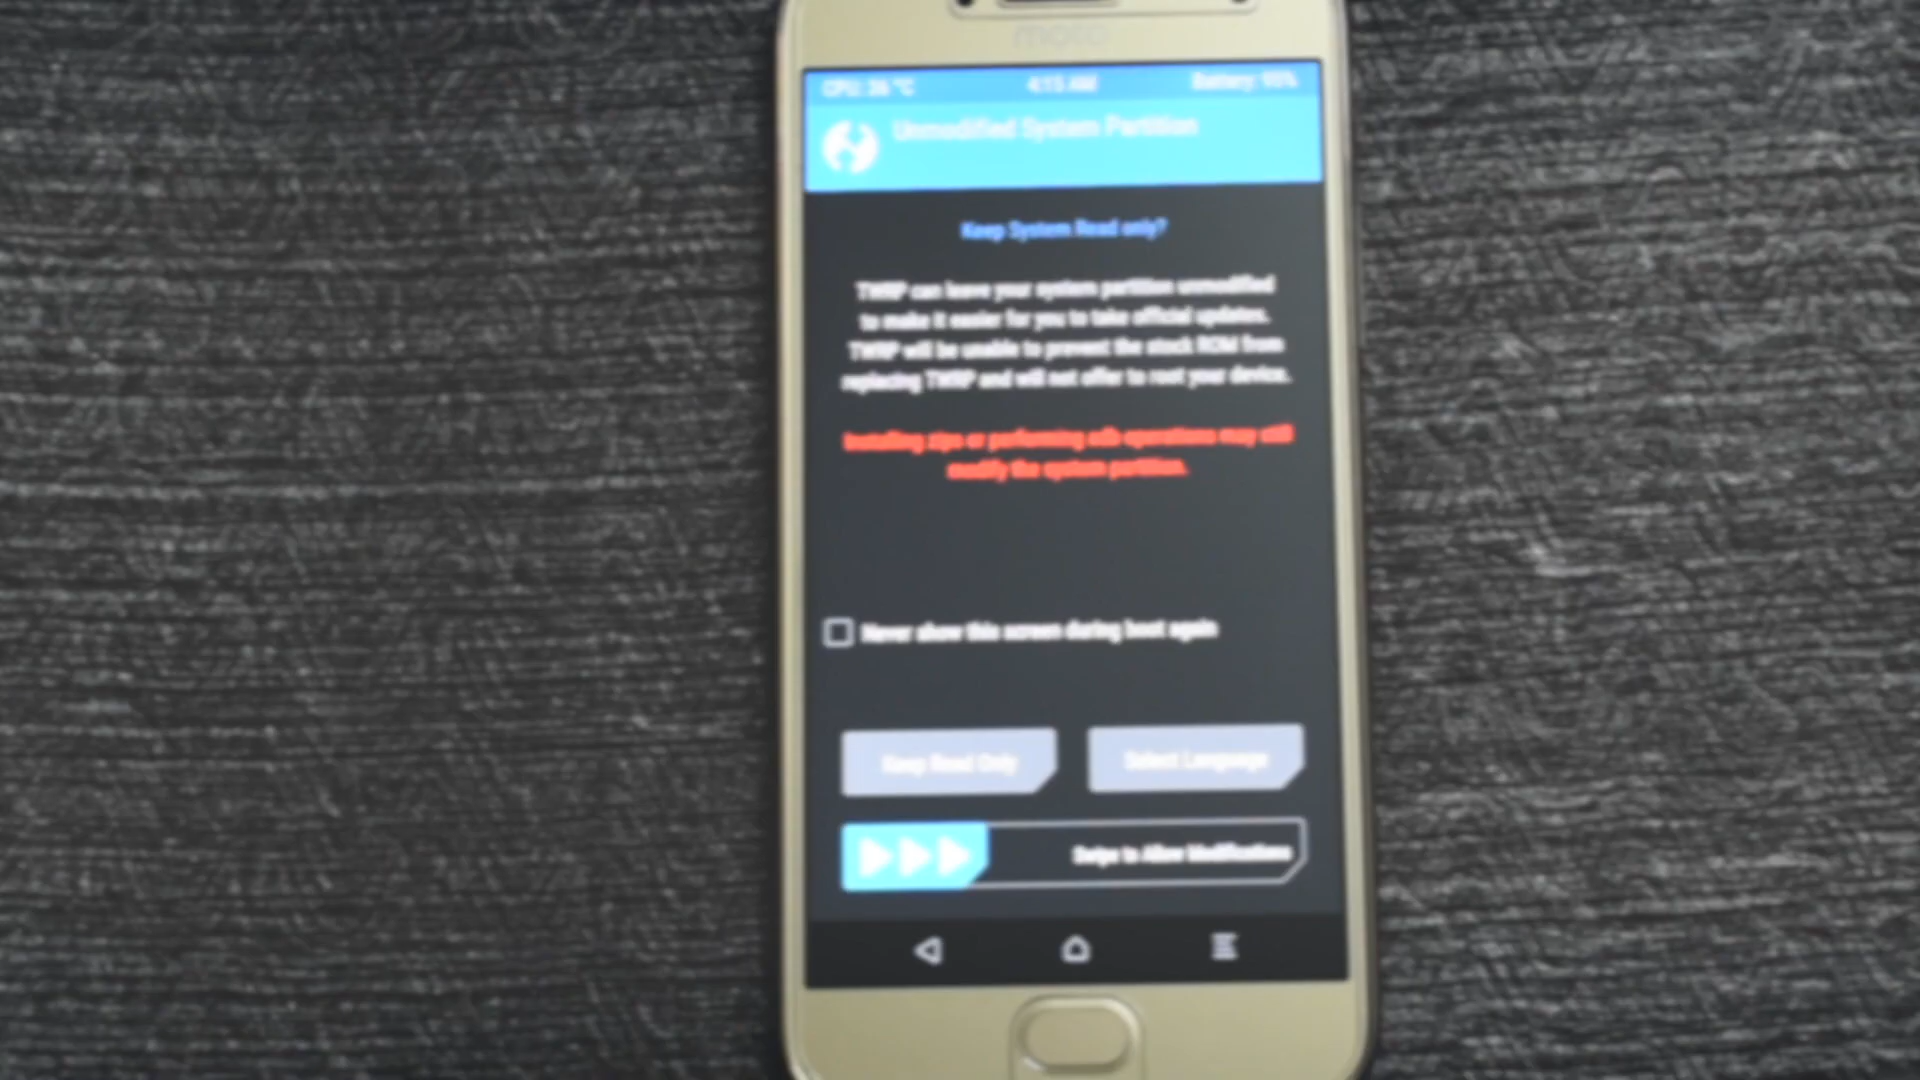 moto
CPU: 36 °C 4:15 AM Battery: 90%
Unmodified System Partition
Keep System Read only?
TWRP can leave your system partition unmodified
to make it easier for you to take official updates.
TWRP will be unable to prevent the stock ROM from
replacing TWRP and will not offer to root your device.
Installing zips or performing adb operations may still
modify the system partition.
Never show this screen during boot again
Keep Read Only Select Language
Swipe to Allow Modifications